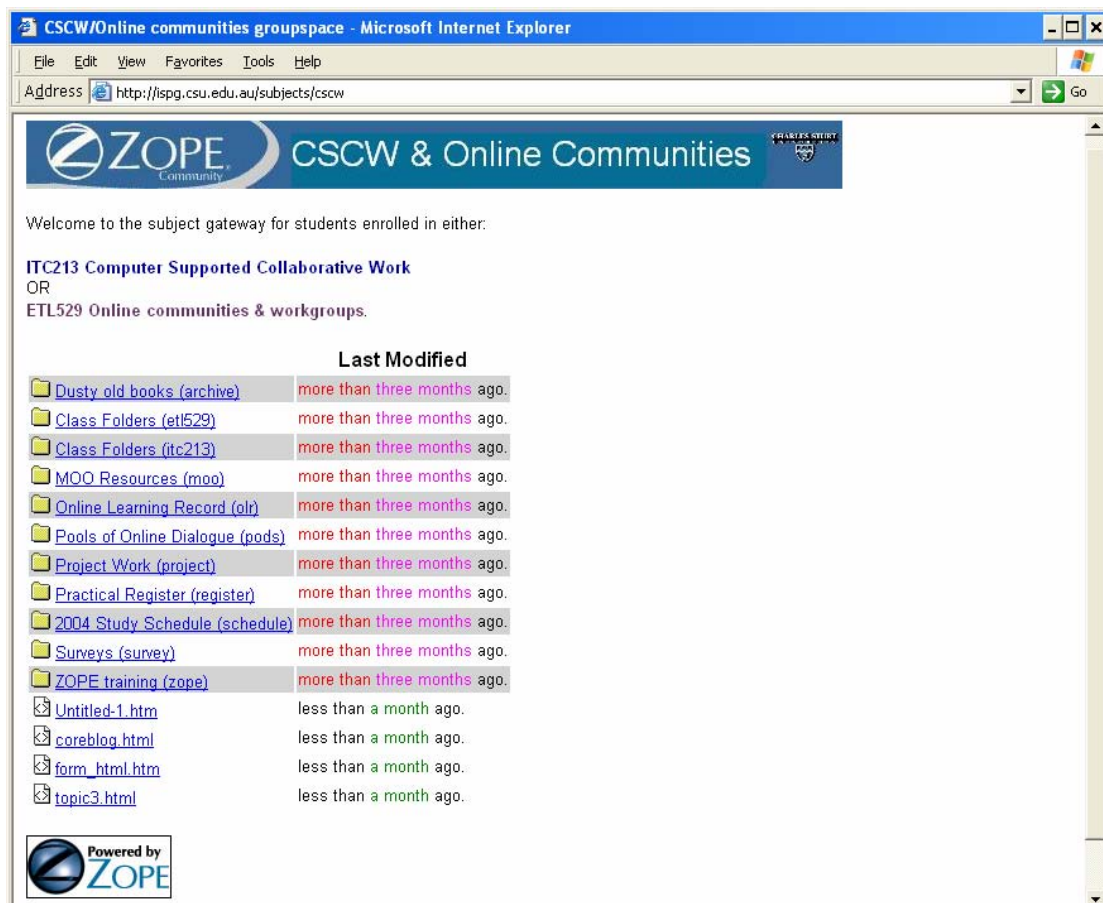 CSCW/Online communities groupspace - Microsoft Internet Explorer
File Edit View Favorites Tools Help
Address http://ispg.csu.edu.au/subjects/cscw Go
ZOPE Community CSCW & Online Communities CHARLES STURT
Welcome to the subject gateway for students enrolled in either:
ITC213 Computer Supported Collaborative Work
OR
ETL529 Online communities & workgroups.
Last Modified
Dusty old books (archive) more than three months ago.
Class Folders (etl529) more than three months ago.
Class Folders (itc213) more than three months ago.
MOO Resources (moo) more than three months ago.
Online Learning Record (olr) more than three months ago.
Pools of Online Dialogue (pods) more than three months ago.
Project Work (project) more than three months ago.
Practical Register (register) more than three months ago.
2004 Study Schedule (schedule) more than three months ago.
Surveys (survey) more than three months ago.
ZOPE training (zope) more than three months ago.
Untitled-1.htm less than a month ago.
coreblog.html less than a month ago.
form_html.htm less than a month ago.
topic3.html less than a month ago.
Powered by
ZOPE